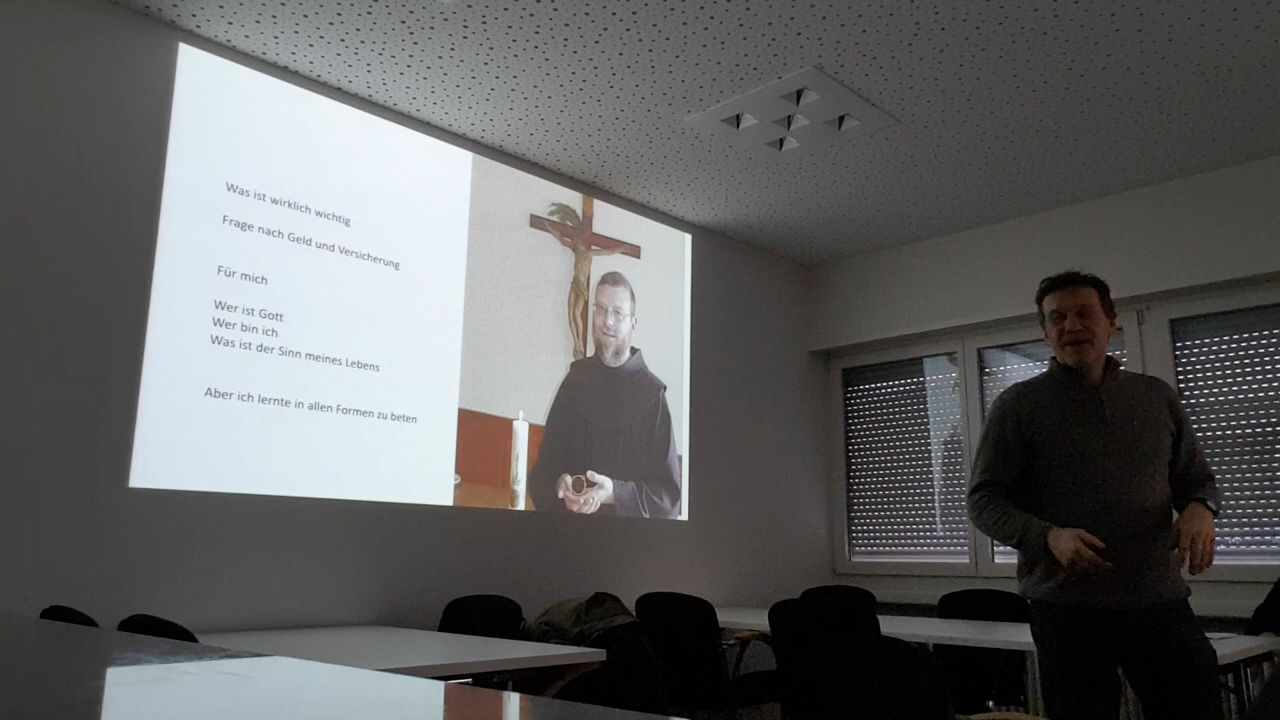 Was ist wirklich wichtig
Frage nach Geld und Versicherung
Für mich
Wer ist Gott
Wer bin ich
Was ist der Sinn meines Lebens
Aber ich lernte in allen Formen zu beten